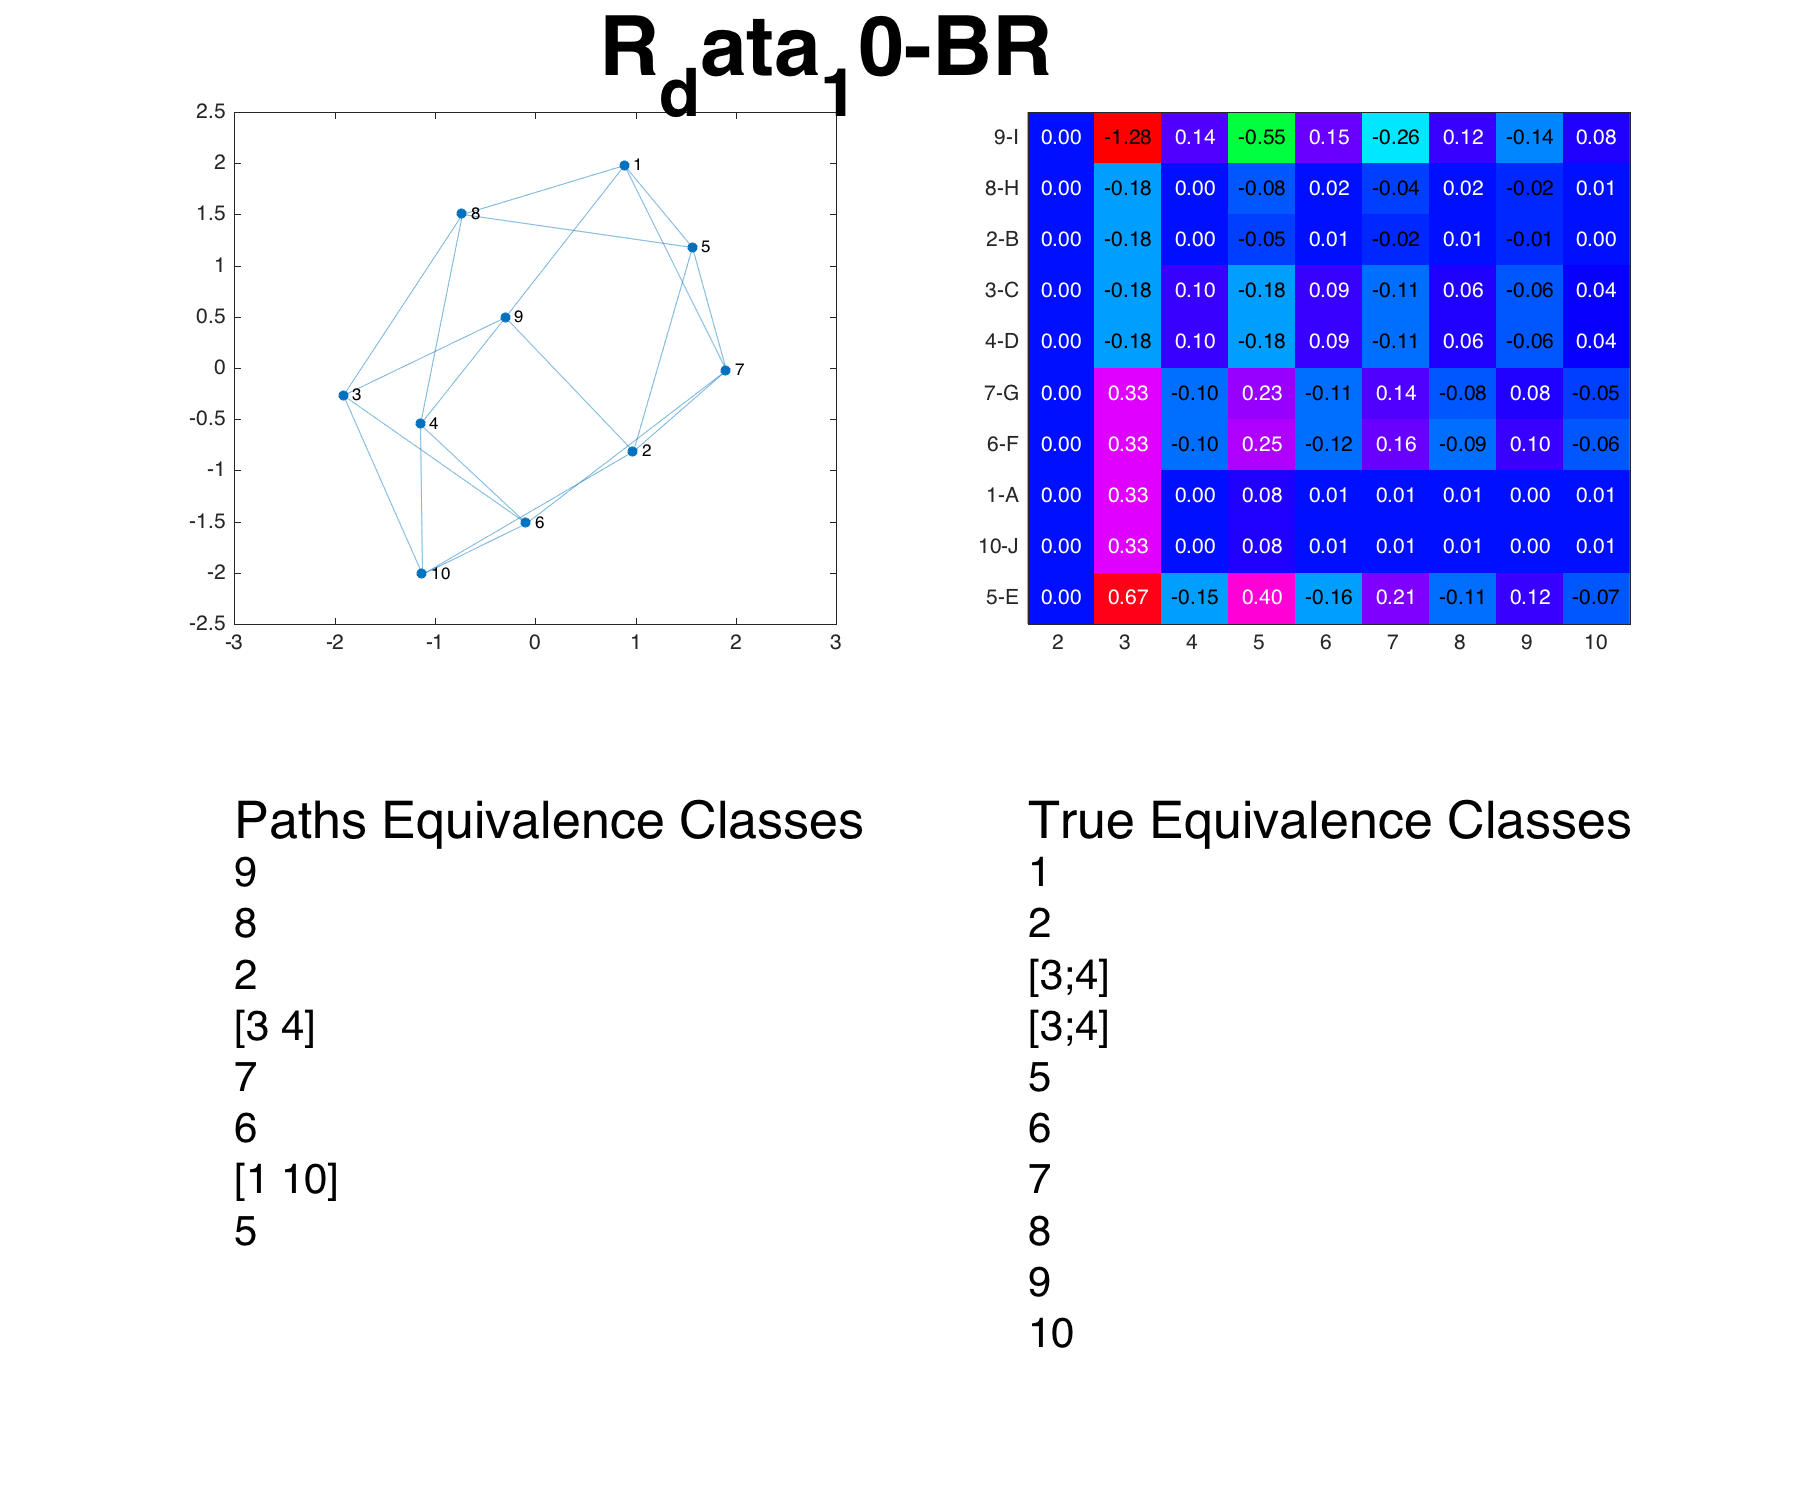 R_data_10-BR
2.5
2
1.5
1
0.5
0
-0.5
-1
-1.5
-2
-2.5
-3 -2 -1 0 1 2 3
1
8
5
9
7
3
4
2
6
10
9-I 0.00 -1.28 0.14 -0.55 0.15 -0.26 0.12 -0.14 0.08
8-H 0.00 -0.18 0.00 -0.08 0.02 -0.04 0.02 -0.02 0.01
2-B 0.00 -0.18 0.00 -0.05 0.01 -0.02 0.01 -0.01 0.00
3-C 0.00 -0.18 0.10 -0.18 0.09 -0.11 0.06 -0.06 0.04
4-D 0.00 -0.18 0.10 -0.18 0.09 -0.11 0.06 -0.06 0.04
7-G 0.00 0.33 -0.10 0.23 -0.11 0.14 -0.08 0.08 -0.05
6-F 0.00 0.33 -0.10 0.25 -0.12 0.16 -0.09 0.10 -0.06
1-A 0.00 0.33 0.00 0.08 0.01 0.01 0.01 0.00 0.01
10-J 0.00 0.33 0.00 0.08 0.01 0.01 0.01 0.00 0.01
5-E 0.00 0.67 -0.15 0.40 -0.16 0.21 -0.11 0.12 -0.07
2 3 4 5 6 7 8 9 10
Paths Equivalence Classes
9
8
2
[3 4]
7
6
[1 10]
5
True Equivalence Classes
1
2
[3;4]
[3;4]
5
6
7
8
9
10